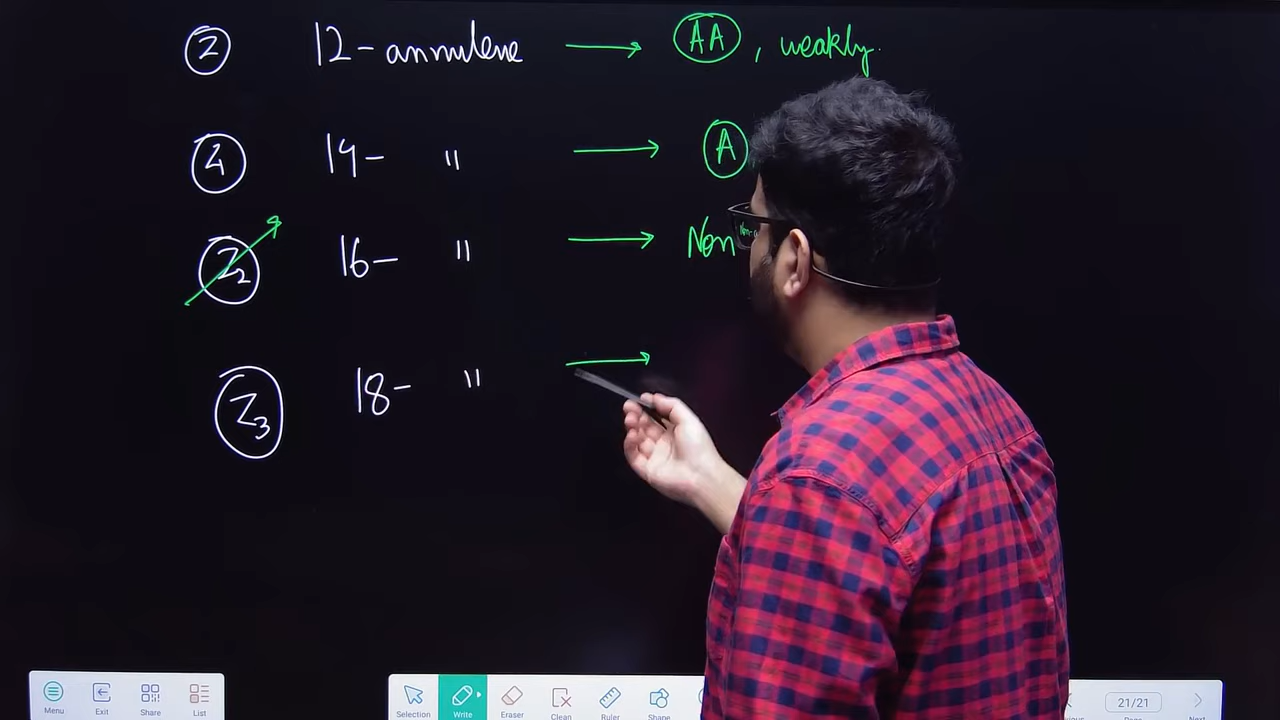 ② 12-annulene → AA, weakly.
④ 14- " → A
Z₂ 16- " → Non
Z₃ 18- " →
Menu Exit Share List Selection Write Eraser Clean Ruler Shape 21/21